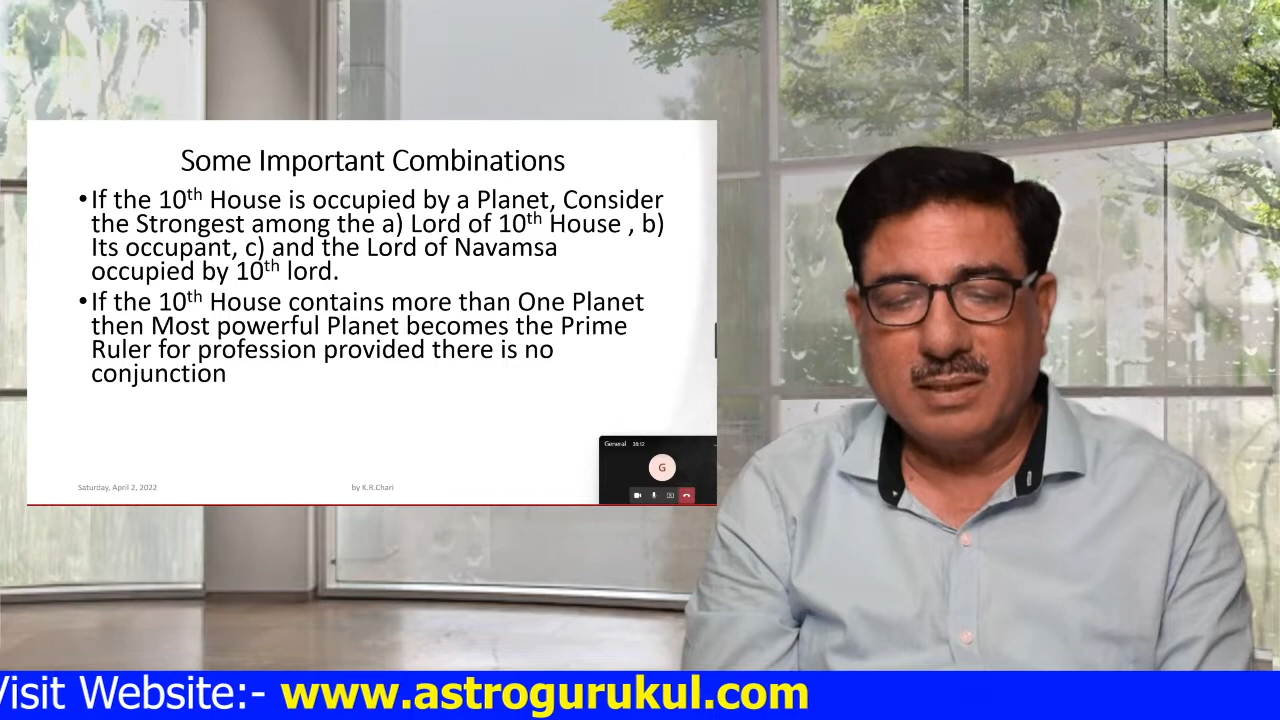 Some Important Combinations
•If the 10th House is occupied by a Planet, Consider
the Strongest among the a) Lord of 10th House , b)
Its occupant, c) and the Lord of Navamsa
occupied by 10th lord.
•If the 10th House contains more than One Planet
then Most powerful Planet becomes the Prime
Ruler for profession provided there is no
conjunction
General 38:12
G
Saturday, April 2, 2022
by K.R.Chari
Visit Website:- www.astrogurukul.com